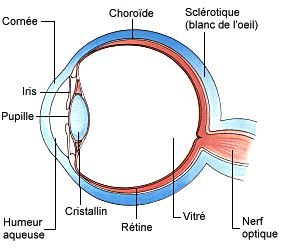 Cornée
Choroïde
Sclérotique
(blanc de l'oeil)
Iris
Pupille
Humeur
aqueuse
Cristallin
Rétine
Vitré
Nerf
optique